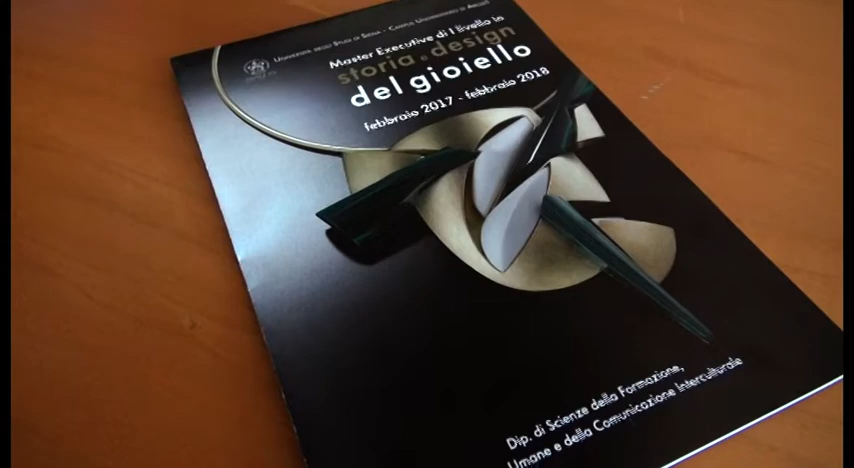 Università degli Studi di Siena - Campus Universitario di Arezzo
Master Executive di I livello in
storia e design
del gioiello
febbraio 2017 - febbraio 2018
Dip. di Scienze della Formazione,
Umane e della Comunicazione Interculturale